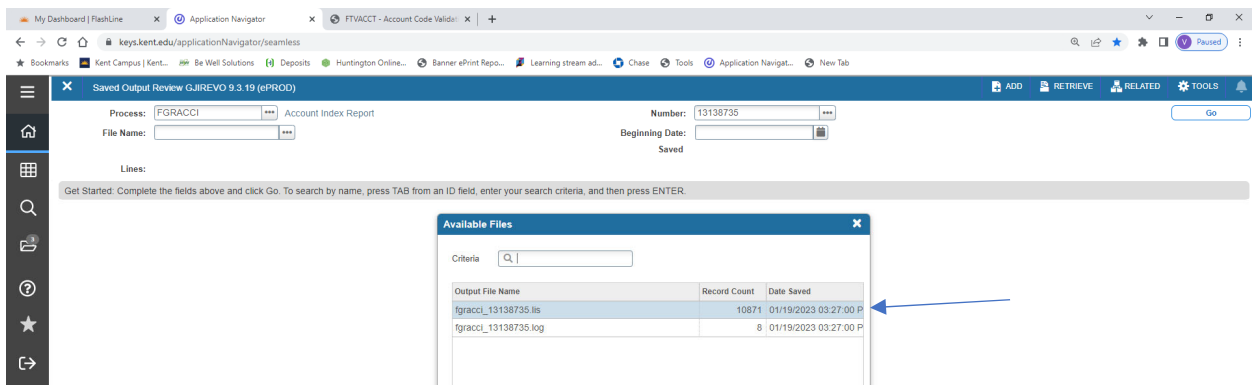 My Dashboard | FlashLine
Application Navigator
FTVACCT - Account Code Validat
keys.kent.edu/applicationNavigator/seamless
Paused
Bookmarks Kent Campus | Kent... Be Well Solutions Deposits Huntington Online... Banner ePrint Repo... Learning stream ad... Chase Tools Application Navigat... New Tab
Saved Output Review GJIREVO 9.3.19 (ePROD) ADD RETRIEVE RELATED TOOLS
Process: FGRACCI ... Account Index Report Number: 13138735 ... Go
File Name: ... Beginning Date:
Saved
Lines:
Get Started: Complete the fields above and click Go. To search by name, press TAB from an ID field, enter your search criteria, and then press ENTER.
Available Files
Criteria
Output File Name Record Count Date Saved
fgracci_13138735.lis 10871 01/19/2023 03:27:00 P
fgracci_13138735.log 8 01/19/2023 03:27:00 P
3
V